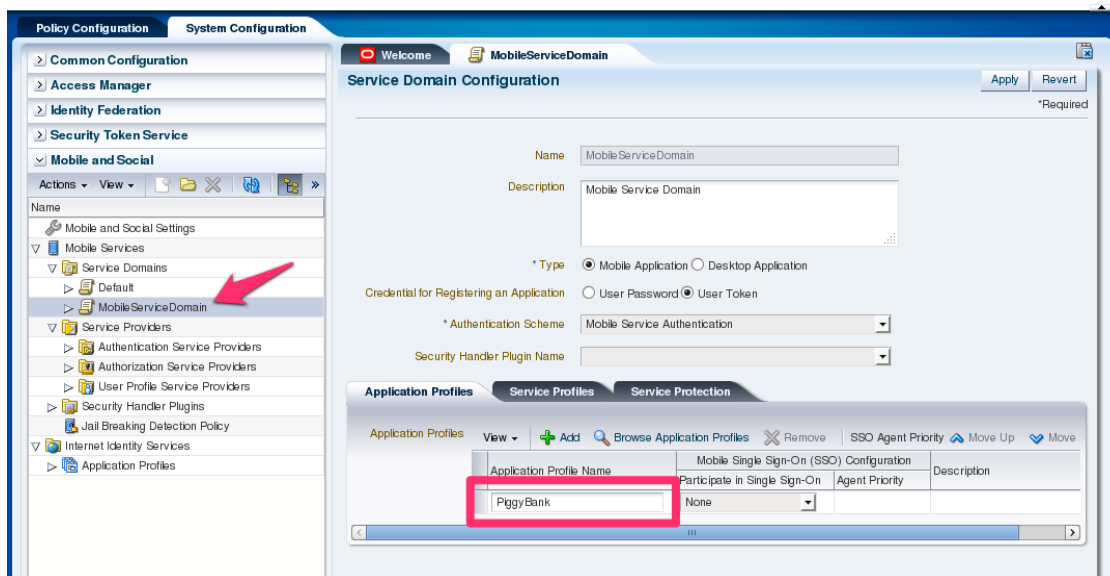 Policy Configuration System Configuration
Common Configuration
Access Manager
Identity Federation
Security Token Service
Mobile and Social
Actions View
Name
Mobile and Social Settings
Mobile Services
Service Domains
Default
MobileServiceDomain
Service Providers
Authentication Service Providers
Authorization Service Providers
User Profile Service Providers
Security Handler Plugins
Jail Breaking Detection Policy
Internet Identity Services
Application Profiles
Welcome MobileServiceDomain
Service Domain Configuration Apply Revert
*Required
Name MobileServiceDomain
Description Mobile Service Domain
* Type Mobile Application Desktop Application
Credential for Registering an Application User Password User Token
* Authentication Scheme Mobile Service Authentication
Security Handler Plugin Name
Application Profiles Service Profiles Service Protection
Application Profiles View Add Browse Application Profiles Remove SSO Agent Priority Move Up Move
Application Profile Name Mobile Single Sign-On (SSO) Configuration Description
Participate in Single Sign-On Agent Priority
PiggyBank None